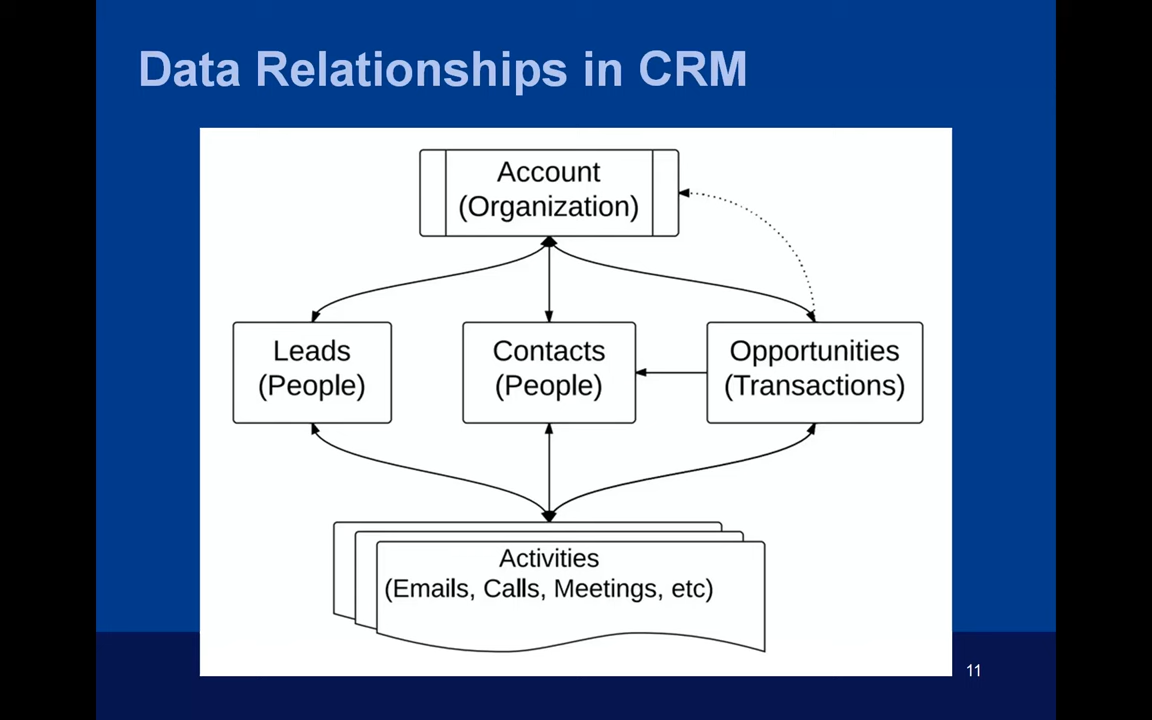 Data Relationships in CRM
Account
(Organization)
Leads
(People)
Contacts
(People)
Opportunities
(Transactions)
Activities
(Emails, Calls, Meetings, etc)
11